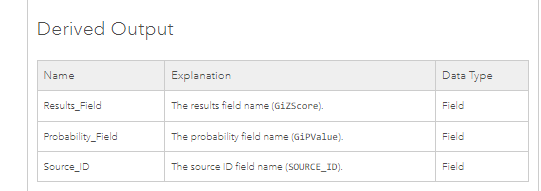 Derived Output
Name Explanation Data Type
Results_Field The results field name (GiZScore). Field
Probability_Field The probability field name (GiPValue). Field
Source_ID The source ID field name (SOURCE_ID). Field